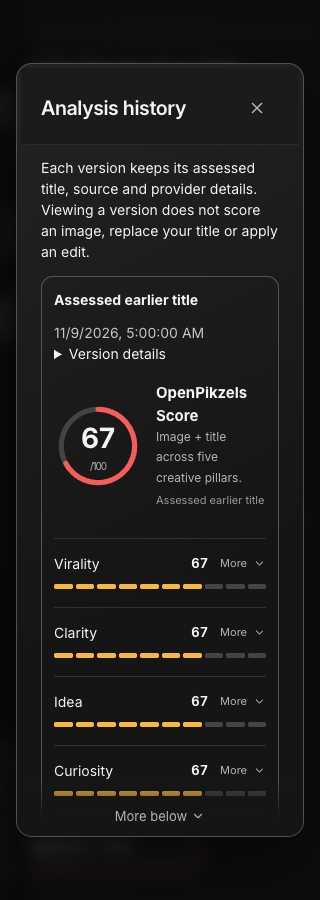 Analysis history
Each version keeps its assessed
title, source and provider details.
Viewing a version does not score
an image, replace your title or apply
an edit.
Assessed earlier title
11/9/2026, 5:00:00 AM
Version details
OpenPikzels
Score
67
/100
Image + title
across five
creative pillars.
Assessed earlier title
Virality 67 More
Clarity 67 More
Idea 67 More
Curiosity 67 More
More below